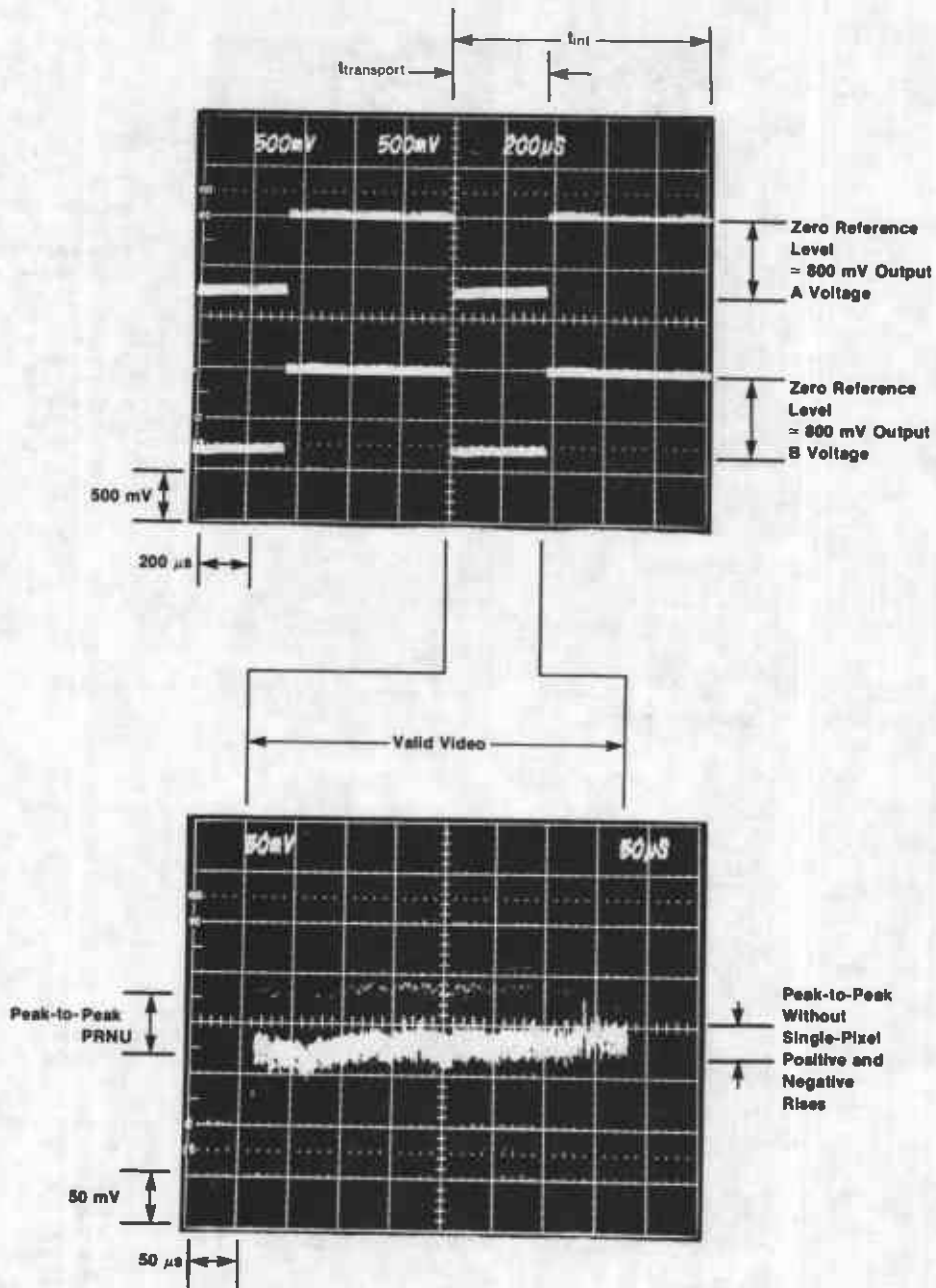 tint
ttransport
500mV 500mV 200µS
Zero Reference
Level
≃ 800 mV Output
A Voltage
Zero Reference
Level
≃ 800 mV Output
B Voltage
500 mV
200 µs
Valid Video
50mV 50µS
Peak-to-Peak
PRNU
Peak-to-Peak
Without
Single-Pixel
Positive and
Negative
Rises
50 mV
50 µs